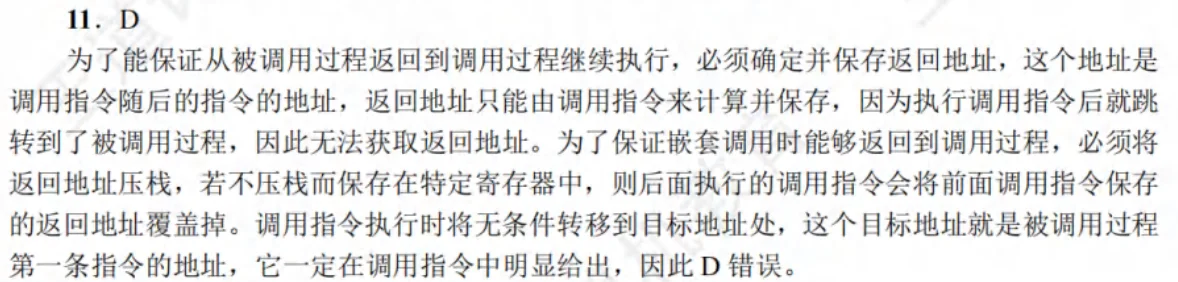 11．D
为了能保证从被调用过程返回到调用过程继续执行，必须确定并保存返回地址，这个地址是
调用指令随后的指令的地址，返回地址只能由调用指令来计算并保存，因为执行调用指令后就跳
转到了被调用过程，因此无法获取返回地址。为了保证嵌套调用时能够返回到调用过程，必须将
返回地址压栈，若不压栈而保存在特定寄存器中，则后面执行的调用指令会将前面调用指令保存
的返回地址覆盖掉。调用指令执行时将无条件转移到目标地址处，这个目标地址就是被调用过程
第一条指令的地址，它一定在调用指令中明显给出，因此 D 错误。